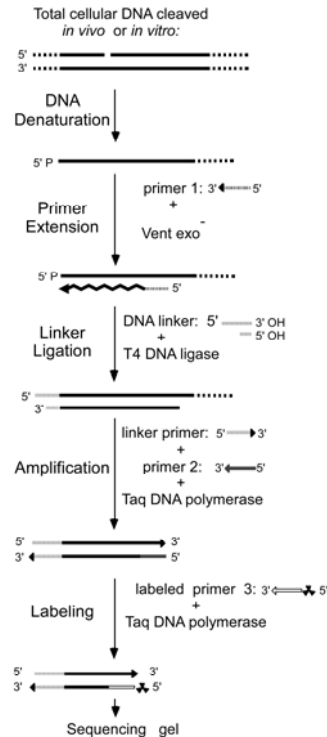 Total cellular DNA cleaved
in vivo or in vitro:
5'
3'
DNA
Denaturation
5' P
primer 1: 3' 5'
+
Primer
Extension
Vent exo-
5' P
5'
DNA linker: 5' 3' OH
+ 5' OH
Linker
Ligation
T4 DNA ligase
5'
3'
linker primer: 5' 3'
+
primer 2: 3' 5'
+
Amplification
Taq DNA polymerase
5' 3'
3' 5'
labeled primer 3: 3' 5'
+
Labeling
Taq DNA polymerase
5' 3'
3' 5'
Sequencing gel